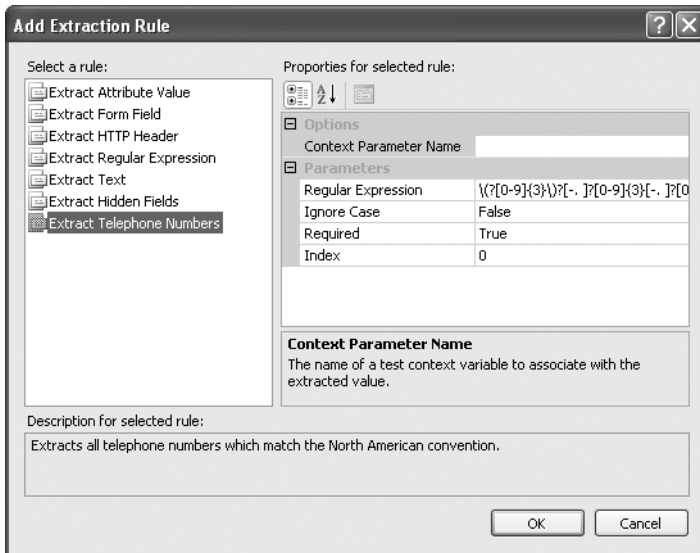 Add Extraction Rule
Select a rule:
Extract Attribute Value
Extract Form Field
Extract HTTP Header
Extract Regular Expression
Extract Text
Extract Hidden Fields
Extract Telephone Numbers
Properties for selected rule:
Options
Context Parameter Name
Parameters
Regular Expression \(?[0-9]{3}\)?[-. ]?[0-9]{3}[-. ]?[0
Ignore Case False
Required True
Index 0
Context Parameter Name
The name of a test context variable to associate with the
extracted value.
Description for selected rule:
Extracts all telephone numbers which match the North American convention.
OK Cancel